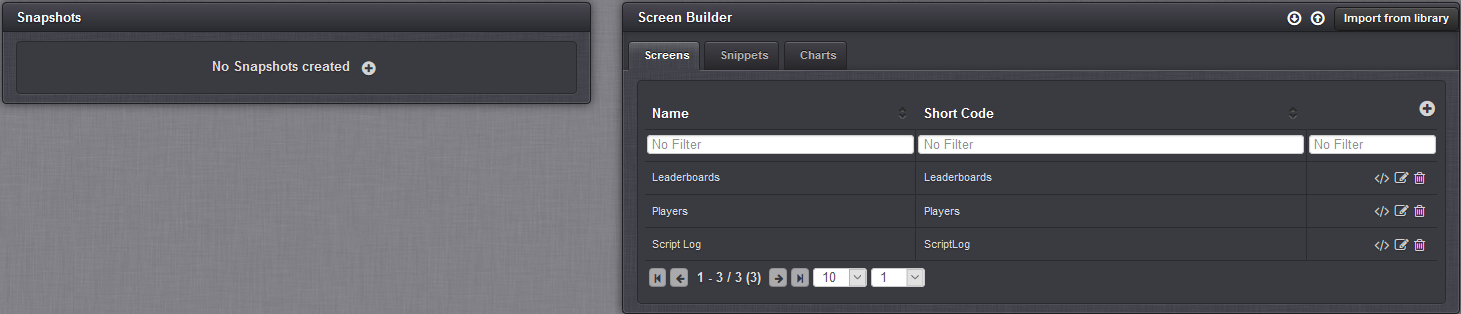 Snapshots
No Snapshots created
Screen Builder
Import from library
Screens Snippets Charts
Name Short Code
No Filter No Filter No Filter
Leaderboards Leaderboards
Players Players
Script Log ScriptLog
1 - 3 / 3 (3) 10 1